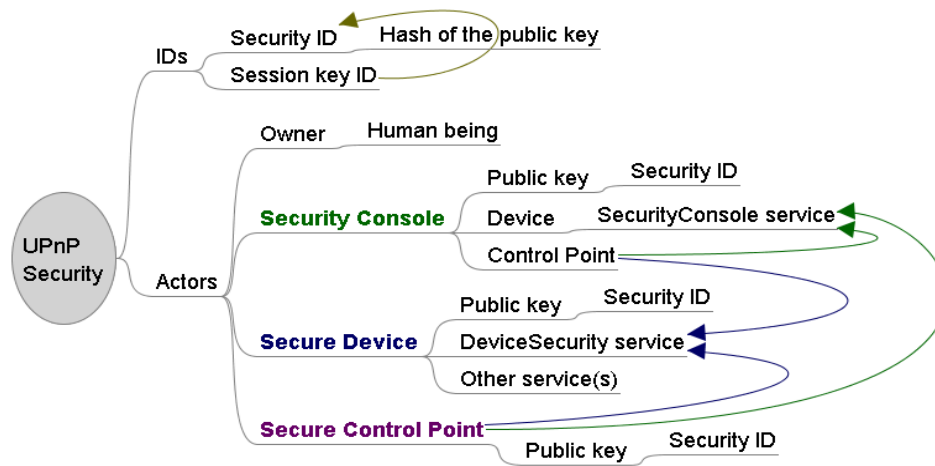 UPnP
Security
IDs
Security ID
Hash of the public key
Session key ID
Actors
Owner
Human being
Security Console
Public key
Security ID
Device
SecurityConsole service
Control Point
Secure Device
Public key
Security ID
DeviceSecurity service
Other service(s)
Secure Control Point
Public key
Security ID